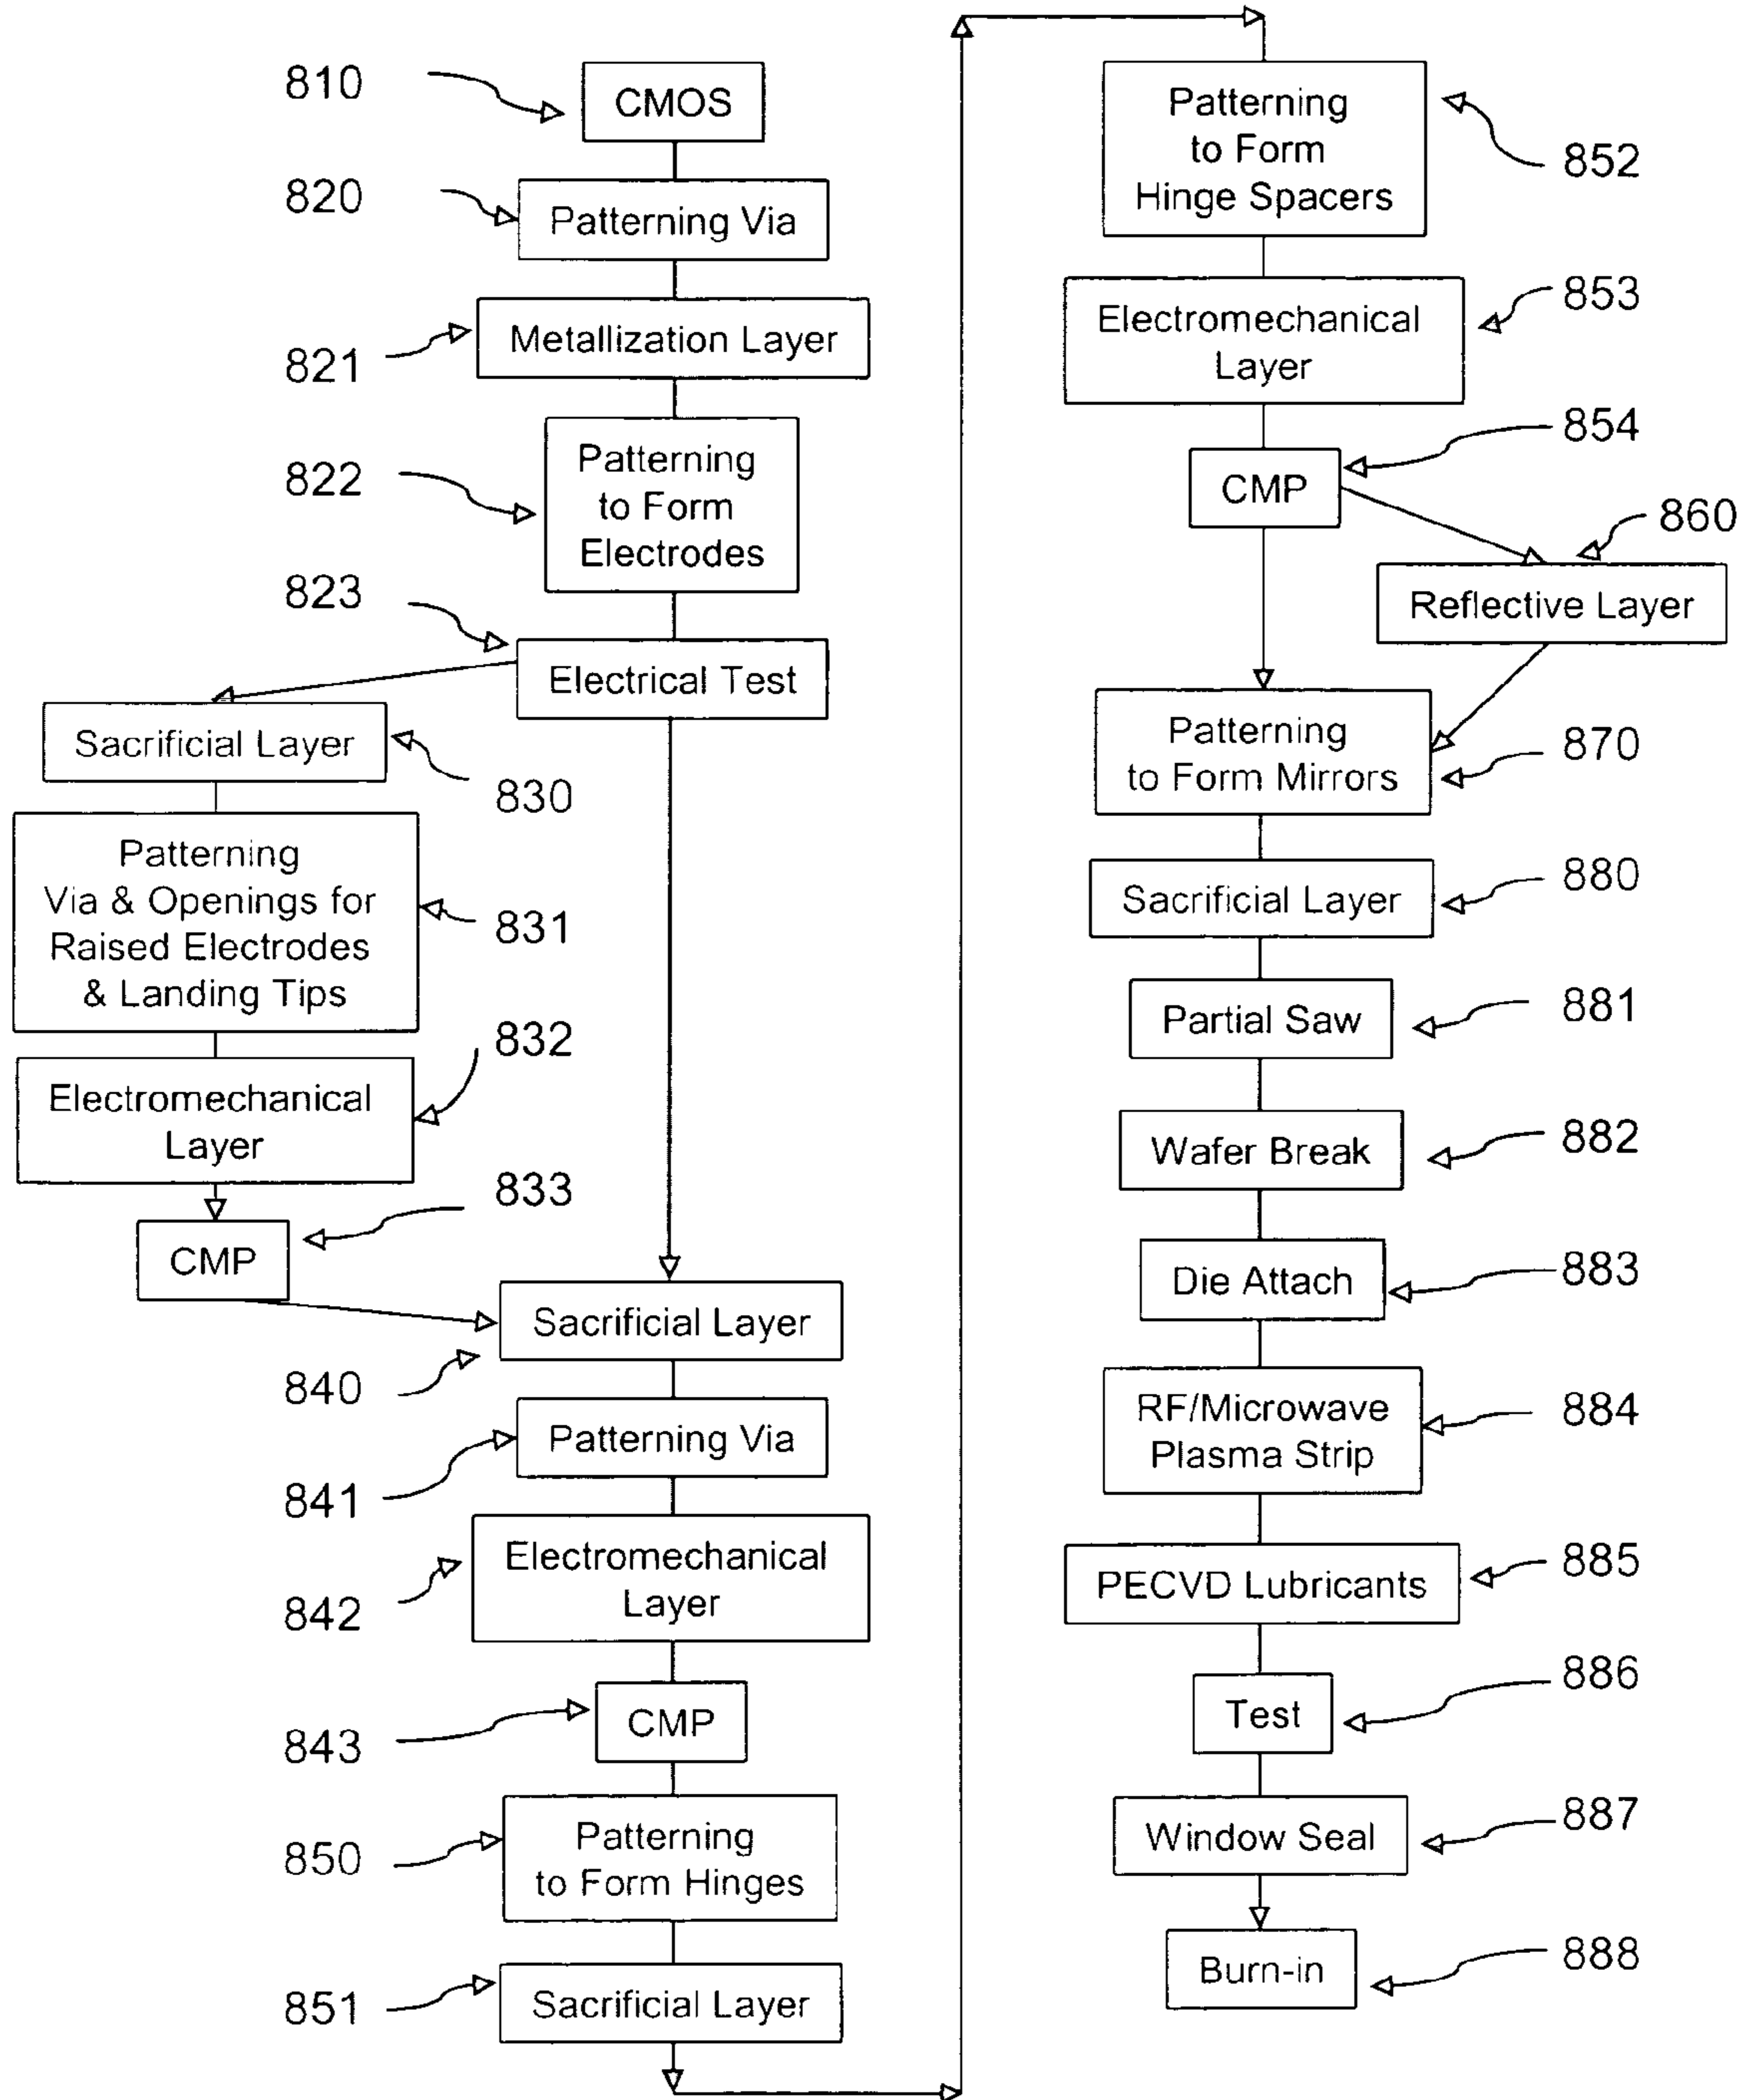 810
CMOS
820
Patterning Via
821
Metallization Layer
822
Patterning
to Form
Electrodes
823
Electrical Test
Sacrificial Layer
830
Patterning
Via & Openings for
Raised Electrodes
& Landing Tips
831
Electromechanical
Layer
832
CMP
833
Sacrificial Layer
840
Patterning Via
841
Electromechanical
Layer
842
CMP
843
Patterning
to Form Hinges
850
Sacrificial Layer
851
Patterning
to Form
Hinge Spacers
852
Electromechanical
Layer
853
CMP
854
Reflective Layer
860
Patterning
to Form Mirrors
870
Sacrificial Layer
880
Partial Saw
881
Wafer Break
882
Die Attach
883
RF/Microwave
Plasma Strip
884
PECVD Lubricants
885
Test
886
Window Seal
887
Burn-in
888